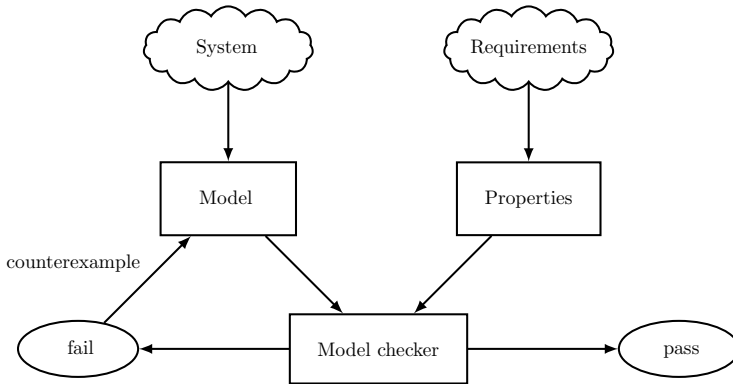 System
Requirements
Model
Properties
counterexample
fail
Model checker
pass